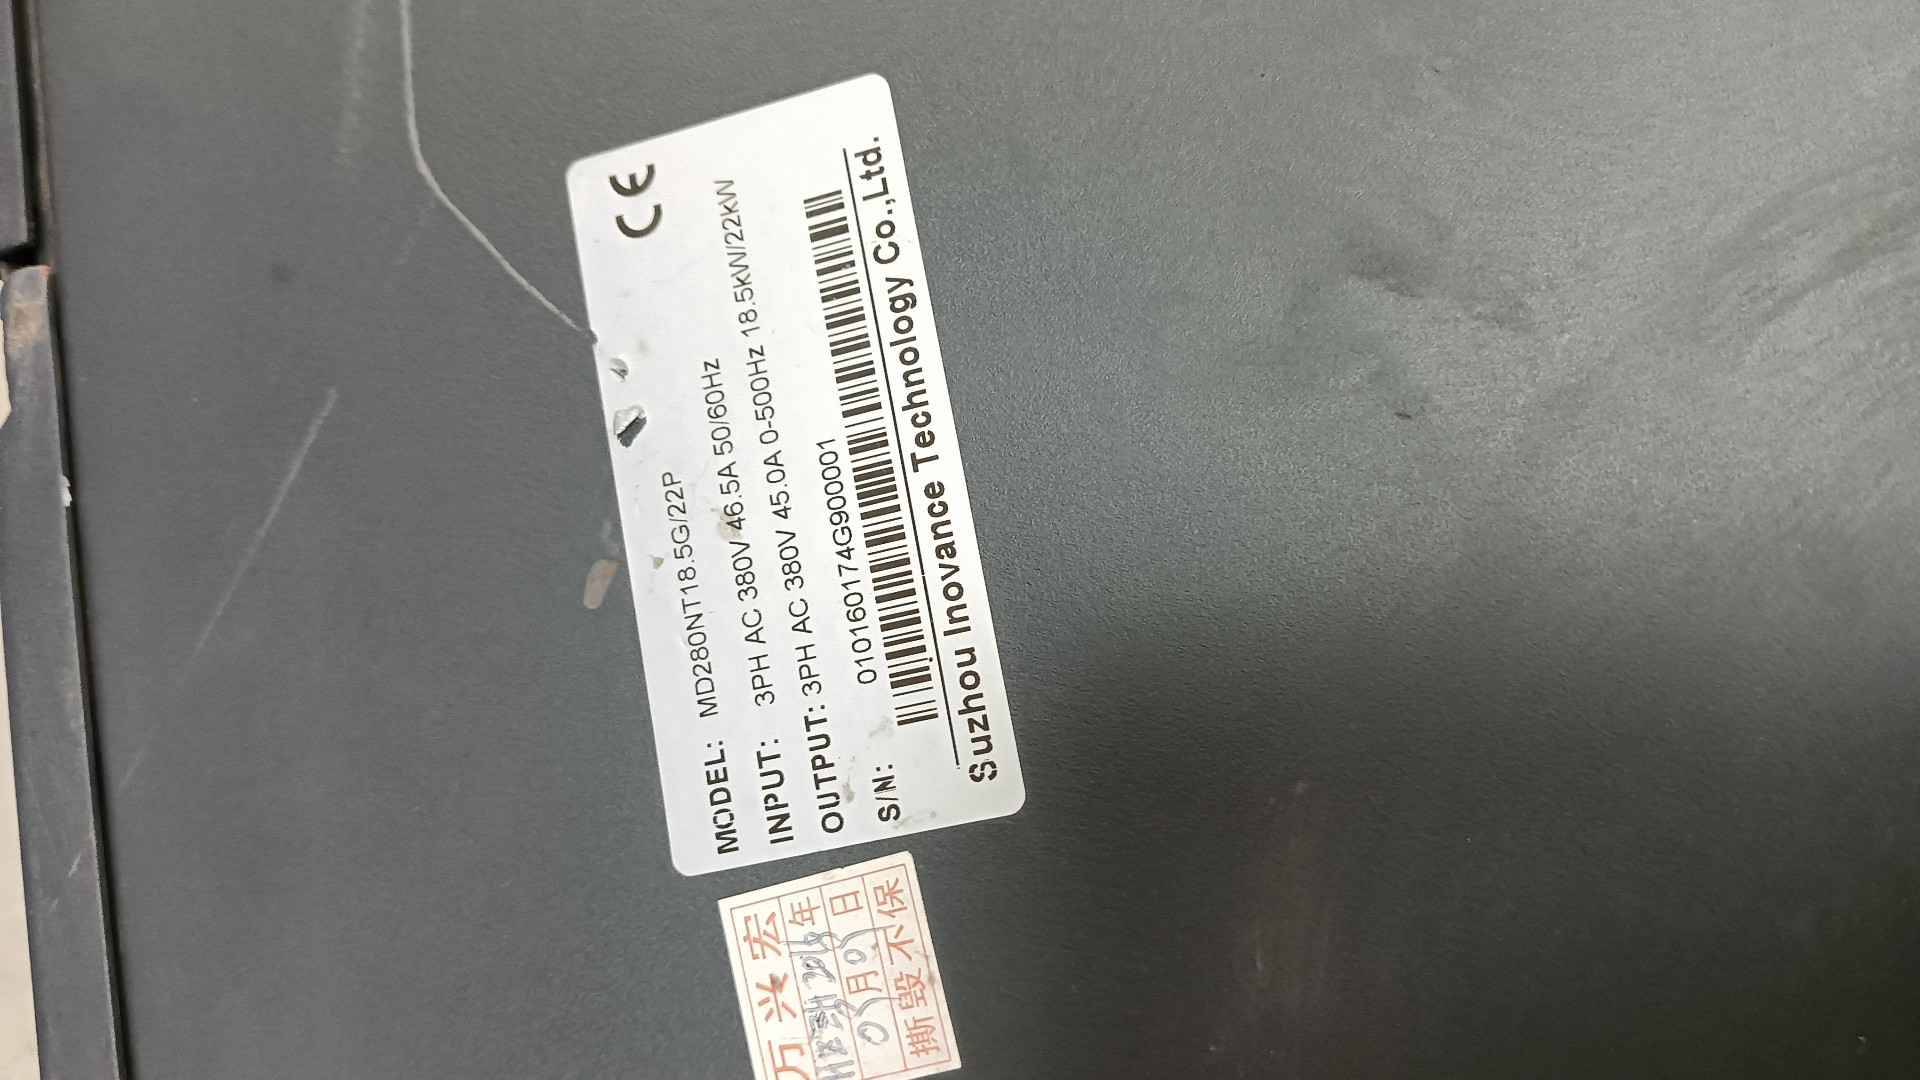 CE
MODEL: MD280NT18.5G/22P
INPUT: 3PH AC 380V 46.5A 50/60Hz
OUTPUT: 3PH AC 380V 45.0A 0-500Hz 18.5kW/22kW
S/N: 010160174G900001
Suzhou Inovance Technology Co.,Ltd.
万兴宏
年
月 日
撕毁不保